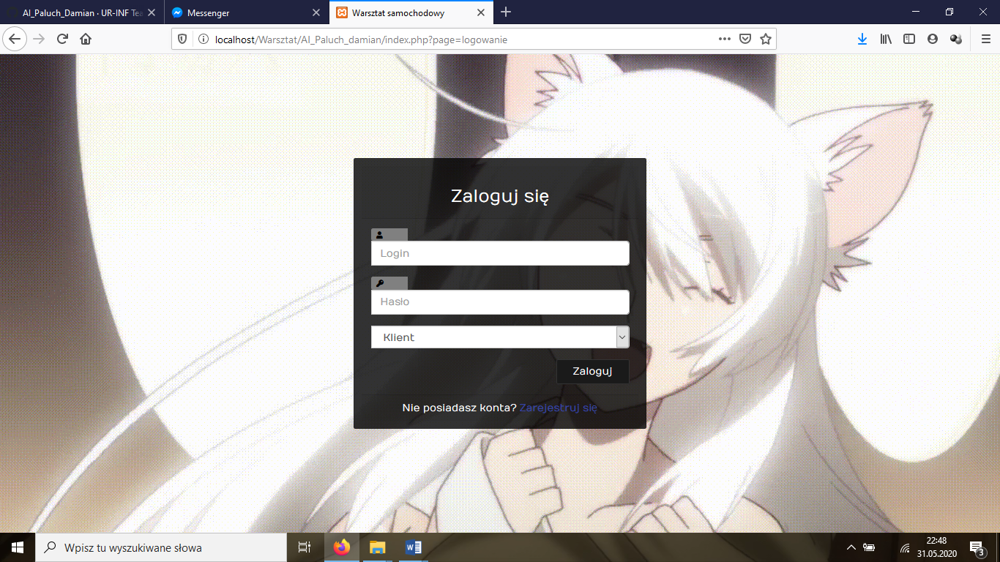 AI_Paluch_Damian · UR-INF Tea
Messenger
Warsztat samochodowy
localhost/Warsztat/AI_Paluch_damian/index.php?page=logowanie
Zaloguj się
Login
Hasło
Klient
Zaloguj
Nie posiadasz konta? Zarejestruj się
Wpisz tu wyszukiwane słowa
22:48
31.05.2020
3